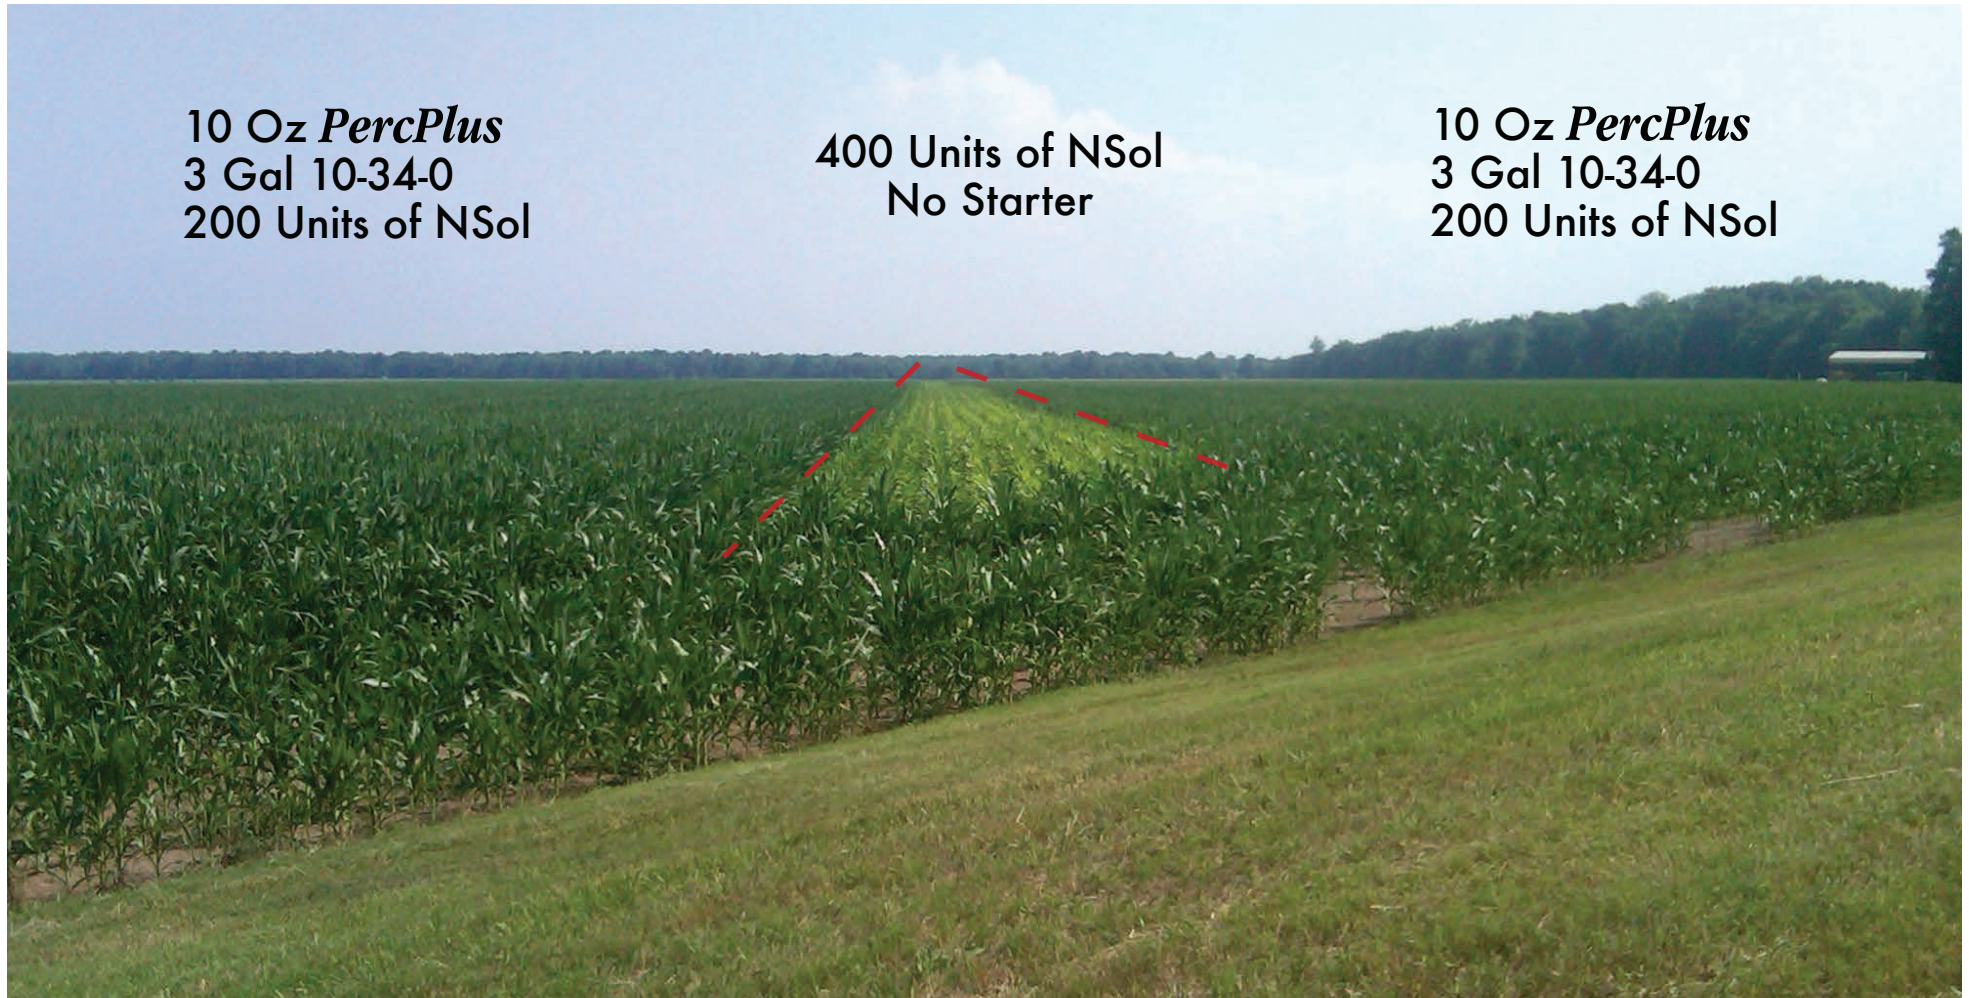 10 Oz PercPlus
3 Gal 10-34-0
200 Units of NSol
400 Units of NSol
No Starter
10 Oz PercPlus
3 Gal 10-34-0
200 Units of NSol